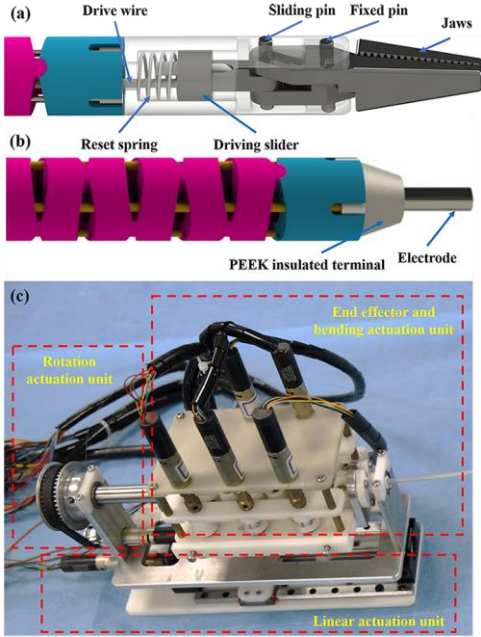 (a)
Drive wire
Sliding pin
Fixed pin
Jaws
Reset spring
Driving slider
(b)
PEEK insulated terminal
Electrode
(c)
End effector and
bending actuation unit
Rotation
actuation unit
Linear actuation unit